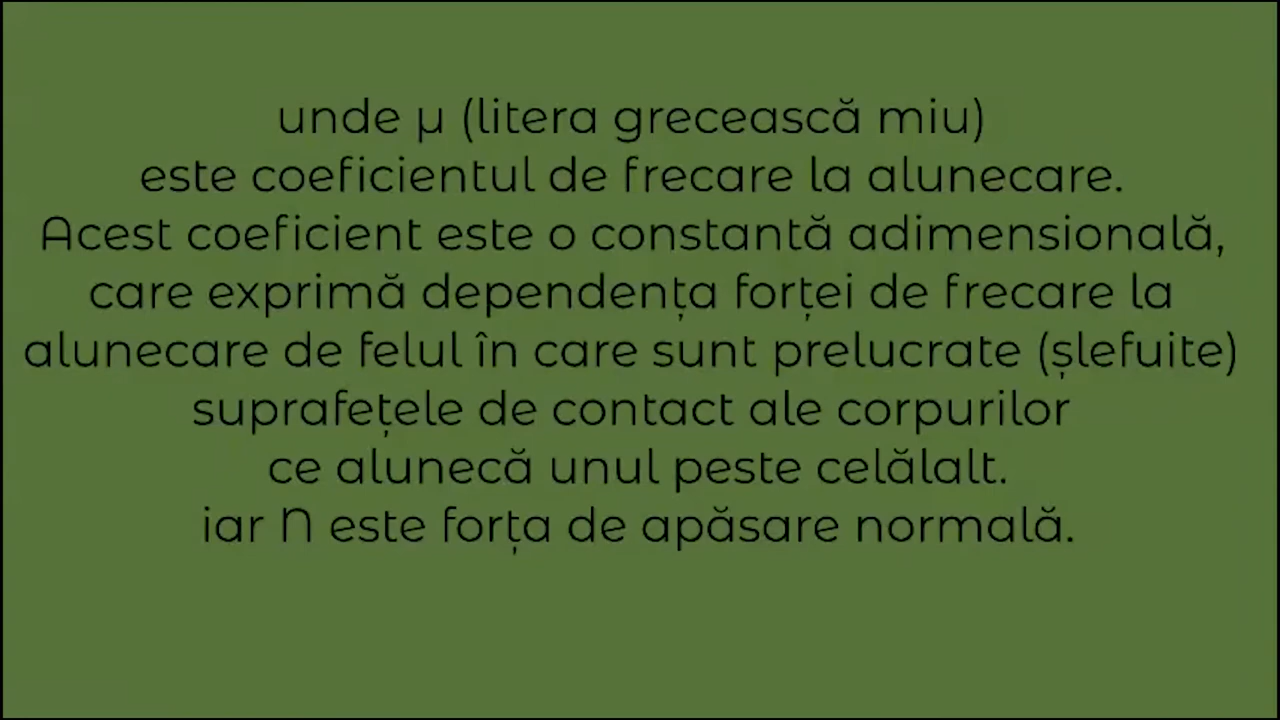 unde µ (litera grecească miu)
este coeficientul de frecare la alunecare.
Acest coeficient este o constantă adimensională,
care exprimă dependența forței de frecare la
alunecare de felul în care sunt prelucrate (șlefuite)
suprafețele de contact ale corpurilor
ce alunecă unul peste celălalt.
iar N este forța de apăsare normală.